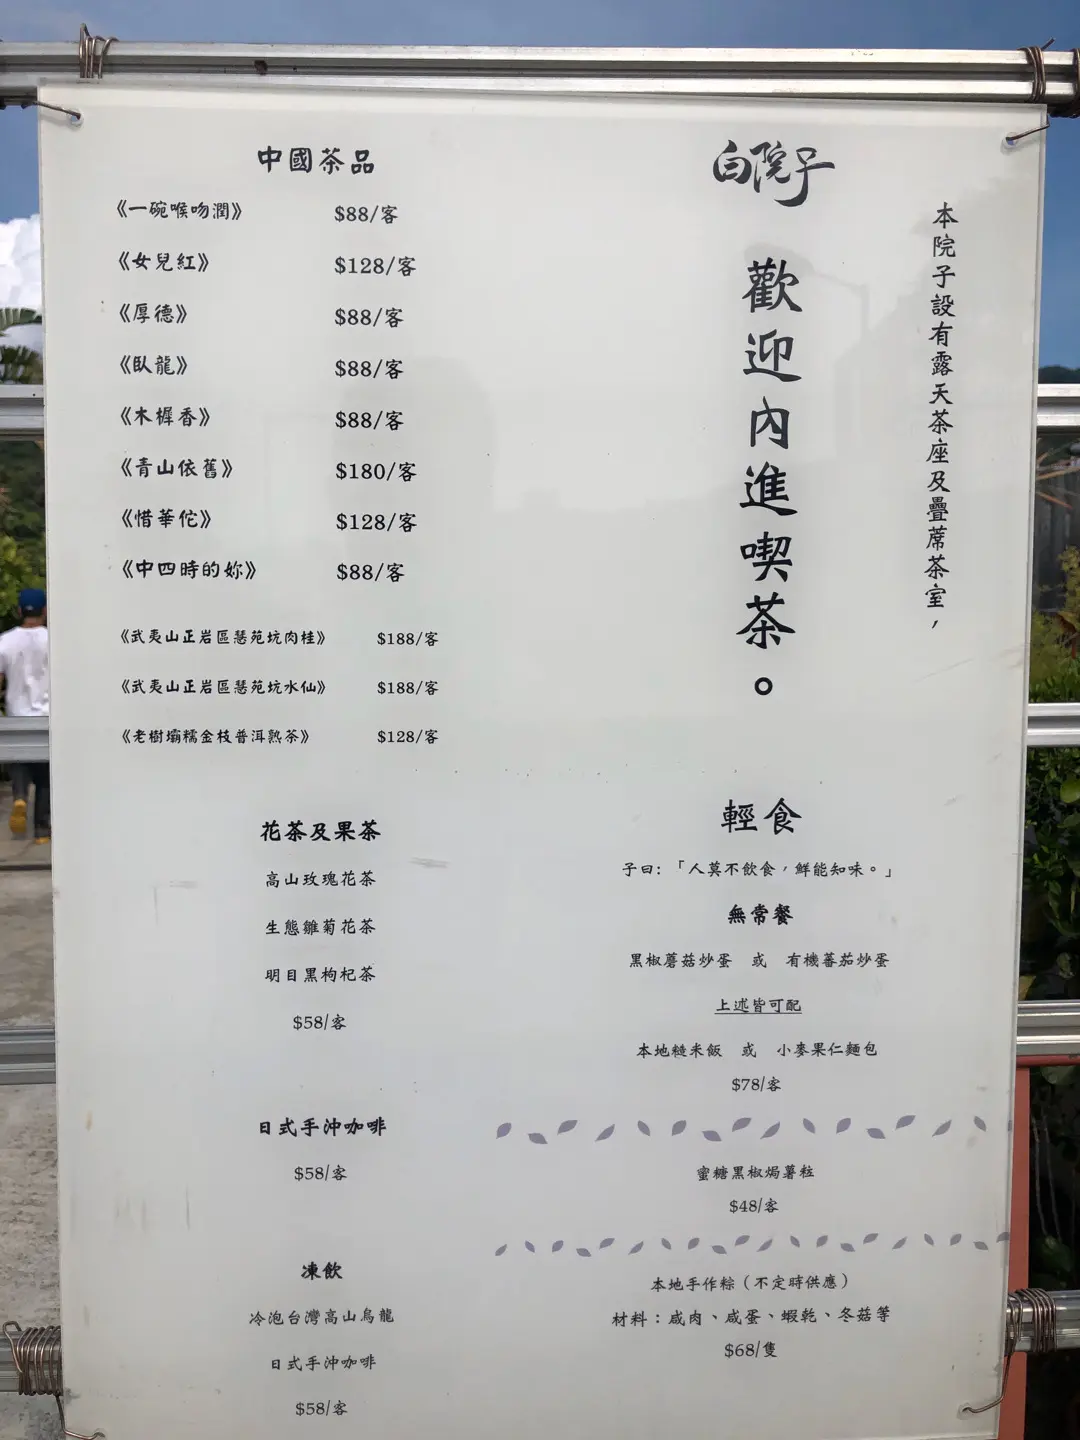 白院子
本院子設有露天茶座及疊蓆茶室，
歡迎內進喫茶。
中國茶品
《一碗喉吻潤》 $88/客
《女兒紅》 $128/客
《厚德》 $88/客
《臥龍》 $88/客
《木樨香》 $88/客
《青山依舊》 $180/客
《惜華佗》 $128/客
《中四時的妳》 $88/客
《武夷山正岩區慧苑坑肉桂》 $188/客
《武夷山正岩區慧苑坑水仙》 $188/客
《老樹壩糯金枝普洱熟茶》 $128/客
花茶及果茶
高山玫瑰花茶
生態雛菊花茶
明目黑枸杞茶
$58/客
日式手沖咖啡
$58/客
凍飲
冷泡台灣高山烏龍
日式手沖咖啡
$58/客
輕食
子曰:「人莫不飲食，鮮能知味。」
無常餐
黑椒蘑菇炒蛋 或 有機蕃茄炒蛋
上述皆可配
本地糙米飯 或 小麥果仁麵包
$78/客
蜜糖黑椒焗薯粒
$48/客
本地手作粽（不定時供應）
材料：咸肉、咸蛋、蝦乾、冬菇等
$68/隻